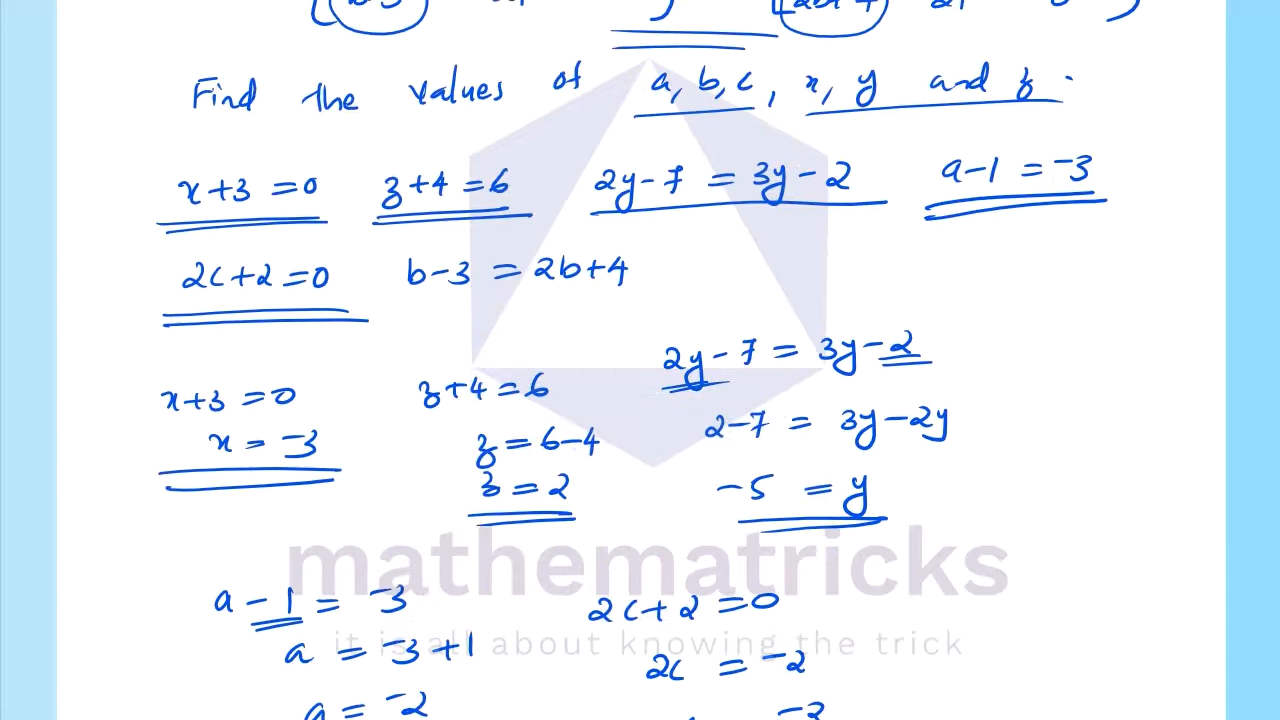 Find the values of a, b, c, x, y and z.
x+3 =0 z+4 =6 2y-7 = 3y-2 a-1 = -3
2c+2 =0 b-3 = 2b+4
2y-7 = 3y-2
x+3 =0 z+4 =6
2-7 = 3y-2y
x = -3 z = 6-4
z = 2 -5 = y
mathematricks
a-1 = -3 2c+2 =0
it is all about knowing the trick
a = -3+1 2c = -2
a = -2